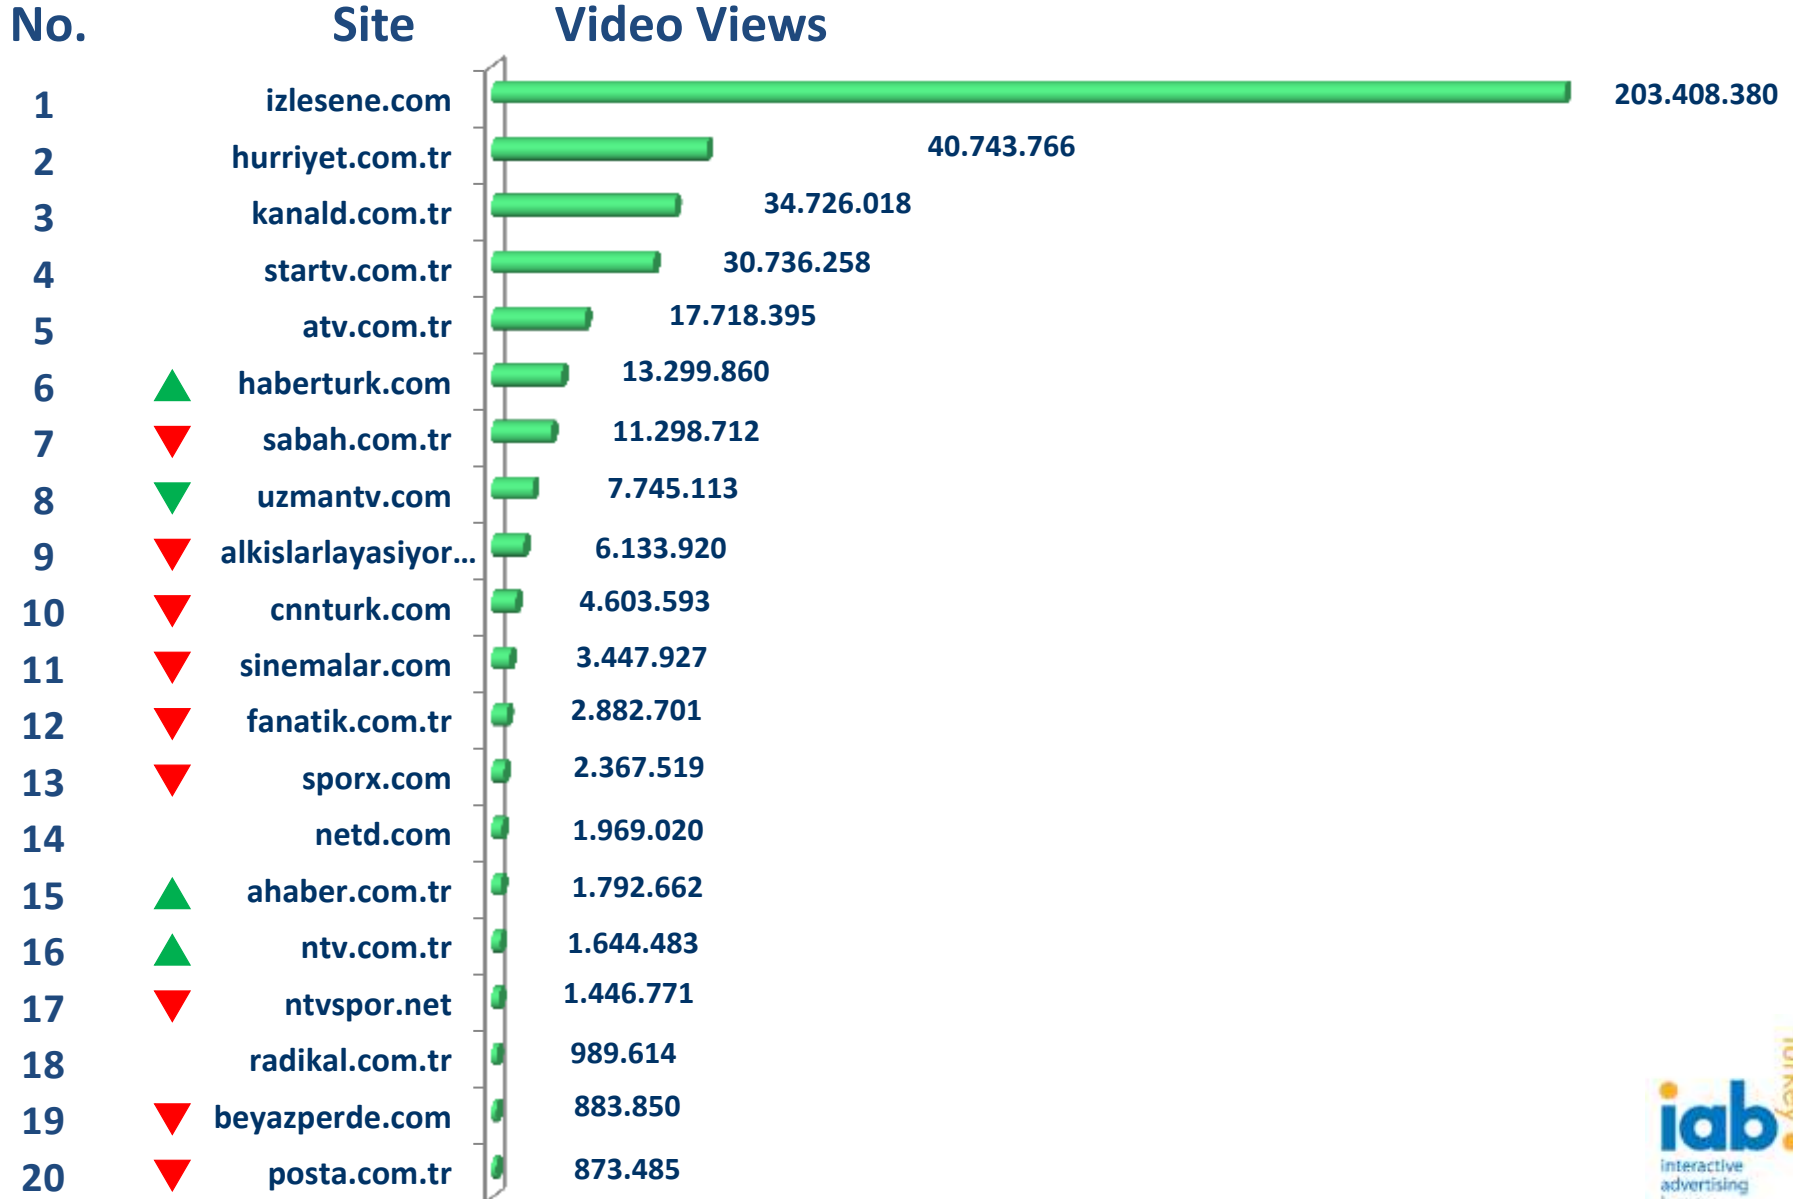 No. Site Video Views
1 izlesene.com 203.408.380
2 hurriyet.com.tr 40.743.766
3 kanald.com.tr 34.726.018
4 startv.com.tr 30.736.258
5 atv.com.tr 17.718.395
6 haberturk.com 13.299.860
7 sabah.com.tr 11.298.712
8 uzmantv.com 7.745.113
9 alkislarlayasiyor... 6.133.920
10 cnnturk.com 4.603.593
11 sinemalar.com 3.447.927
12 fanatik.com.tr 2.882.701
13 sporx.com 2.367.519
14 netd.com 1.969.020
15 ahaber.com.tr 1.792.662
16 ntv.com.tr 1.644.483
17 ntvspor.net 1.446.771
18 radikal.com.tr 989.614
19 beyazperde.com 883.850
20 posta.com.tr 873.485
iab.
interactive
advertising